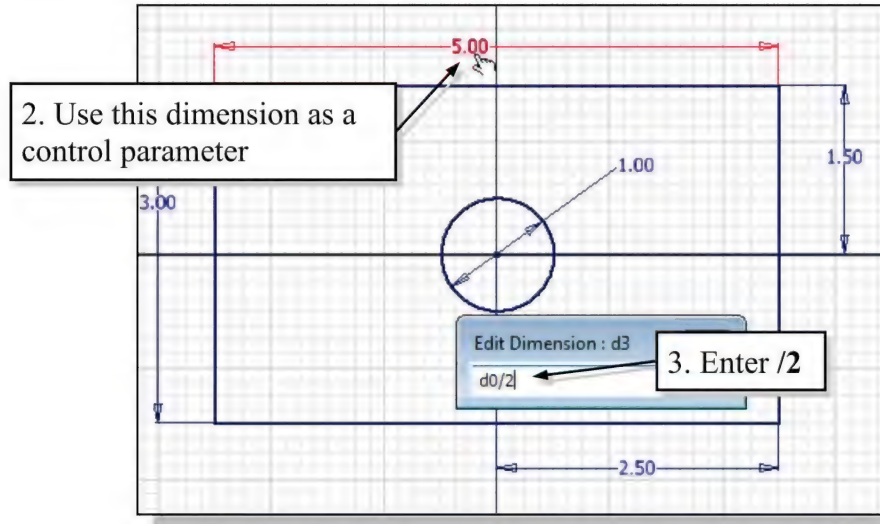 5.00
2. Use this dimension as a
control parameter
1.00
1.50
3.00
Edit Dimension : d3
d0/2
3. Enter /2
2.50